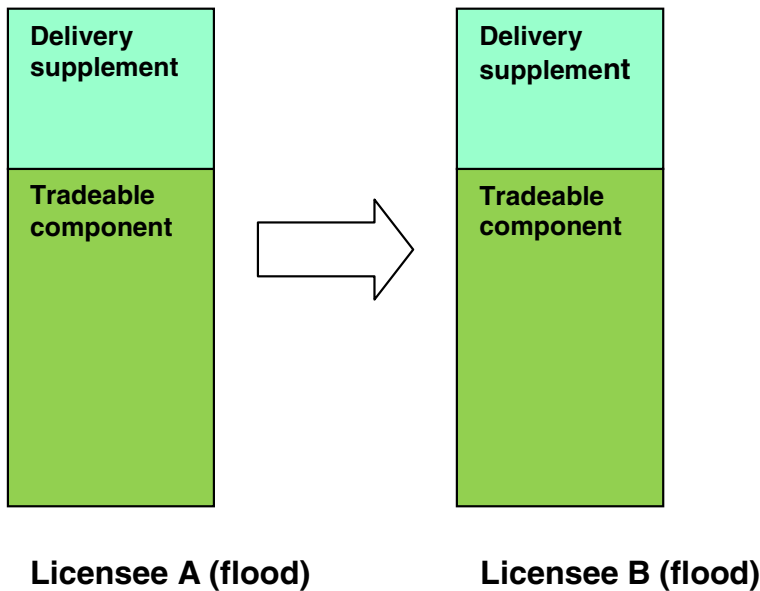 Delivery
supplement
Tradeable
component
Delivery
supplement
Tradeable
component
Licensee A (flood)
Licensee B (flood)